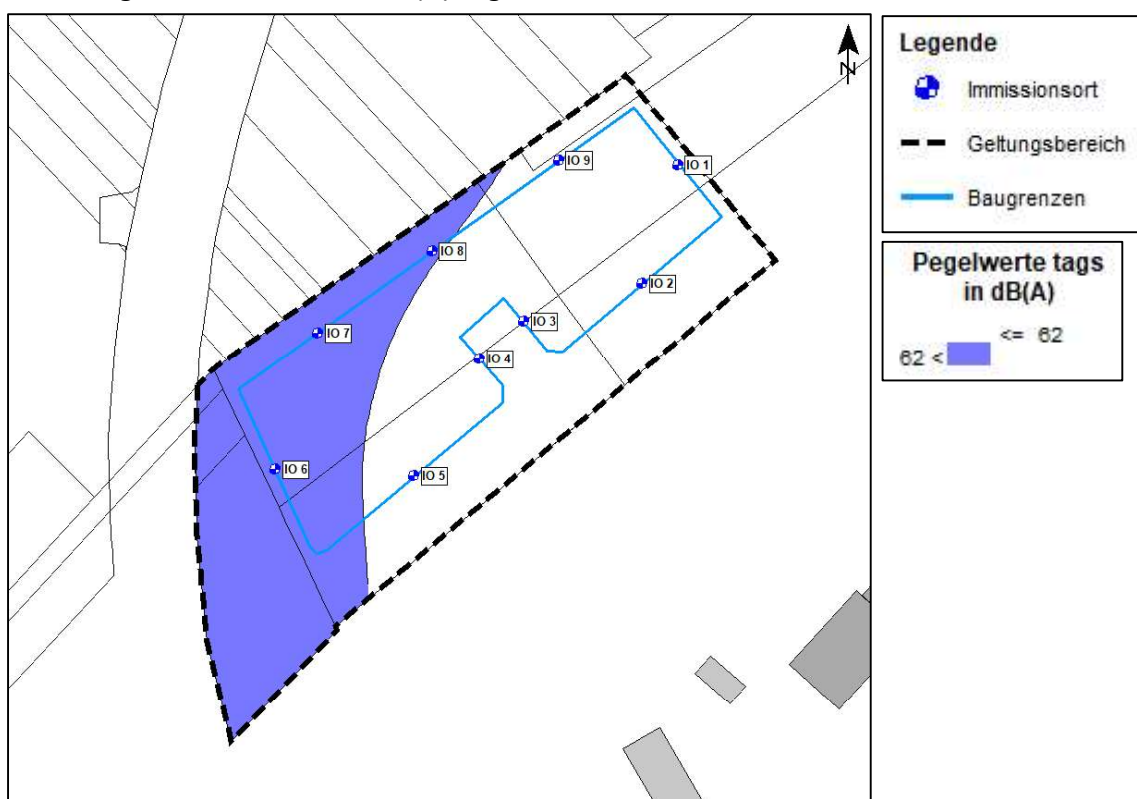 N
IO 1
IO 9
IO 8
IO 2
IO 3
IO 7
IO 4
IO 6
IO 5
Legende
Immissionsort
Geltungsbereich
Baugrenzen
Pegelwerte tags
in dB(A)
<= 62
62 <